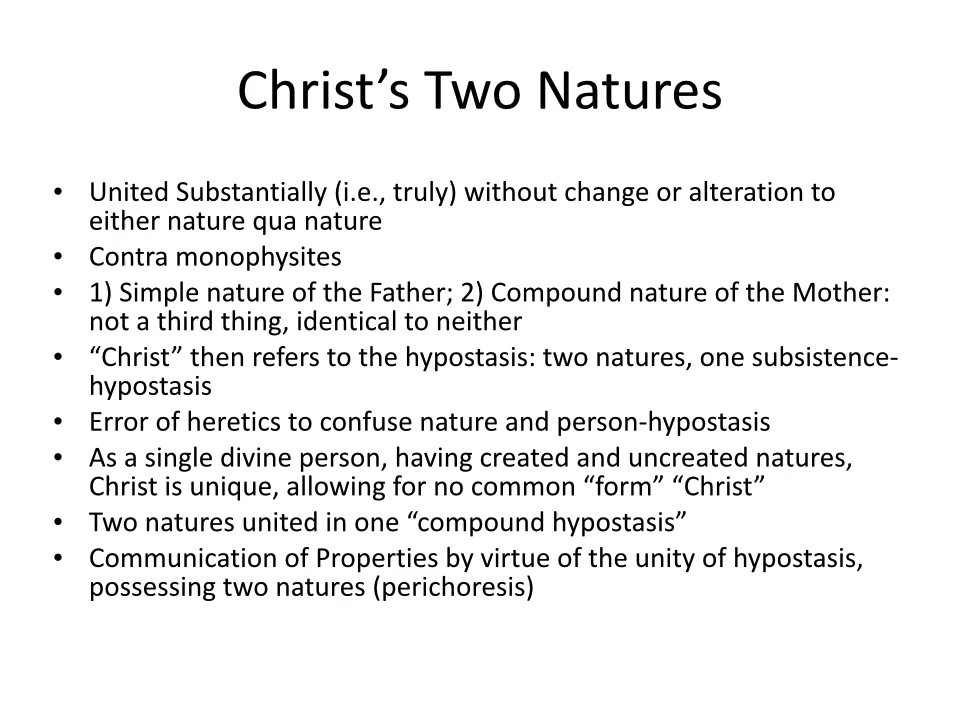 Christ’s Two Natures
• United Substantially (i.e., truly) without change or alteration to
either nature qua nature
• Contra monophysites
• 1) Simple nature of the Father; 2) Compound nature of the Mother:
not a third thing, identical to neither
• “Christ” then refers to the hypostasis: two natures, one subsistence-
hypostasis
• Error of heretics to confuse nature and person-hypostasis
• As a single divine person, having created and uncreated natures,
Christ is unique, allowing for no common “form” “Christ”
• Two natures united in one “compound hypostasis”
• Communication of Properties by virtue of the unity of hypostasis,
possessing two natures (perichoresis)